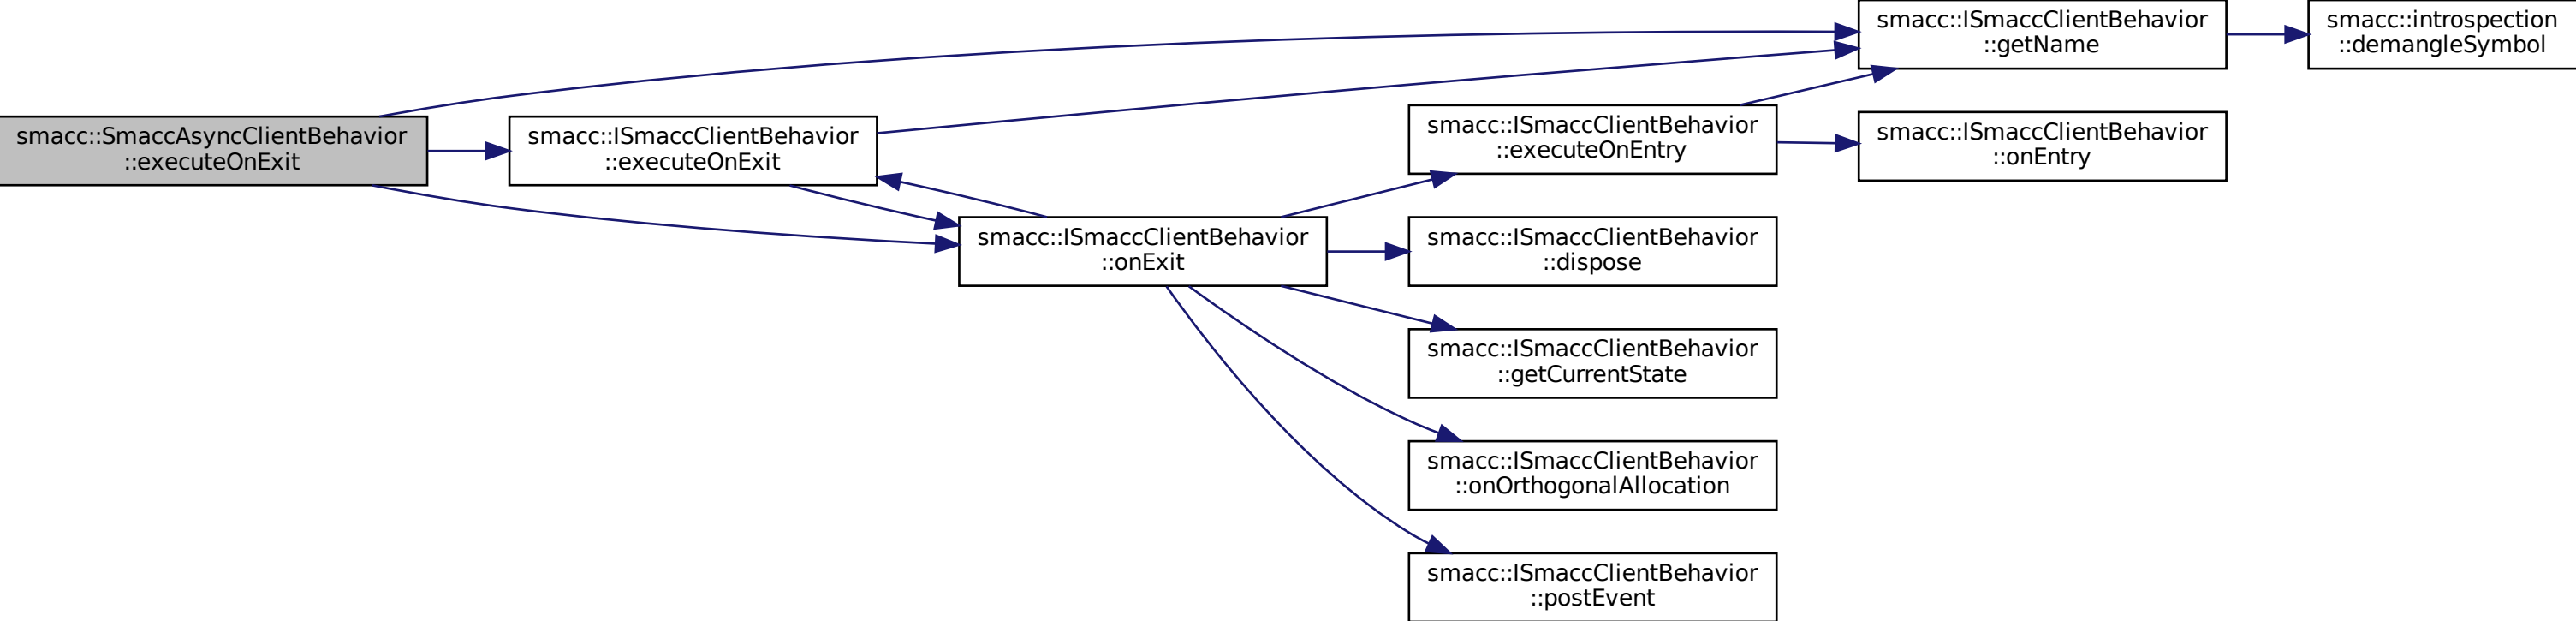 smacc::SmaccAsyncClientBehavior
::executeOnExit
smacc::ISmaccClientBehavior
::executeOnExit
smacc::ISmaccClientBehavior
::onExit
smacc::ISmaccClientBehavior
::executeOnEntry
smacc::ISmaccClientBehavior
::dispose
smacc::ISmaccClientBehavior
::getCurrentState
smacc::ISmaccClientBehavior
::onOrthogonalAllocation
smacc::ISmaccClientBehavior
::postEvent
smacc::ISmaccClientBehavior
::getName
smacc::ISmaccClientBehavior
::onEntry
smacc::introspection
::demangleSymbol